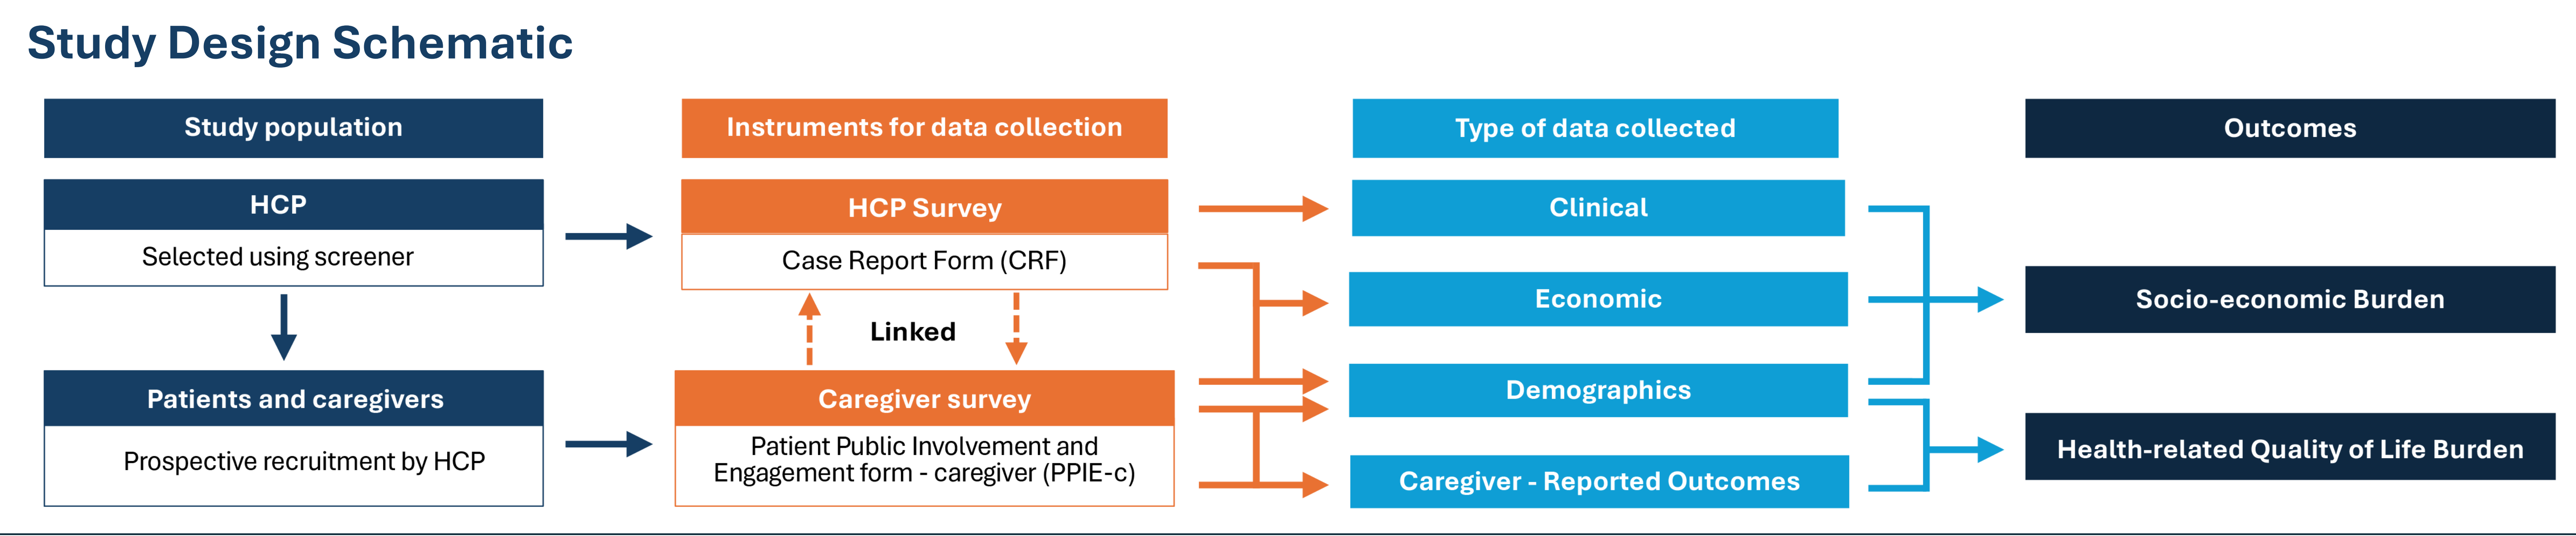 Study Design Schematic
Study population
Instruments for data collection
Type of data collected
Outcomes
HCP
Selected using screener
HCP Survey
Case Report Form (CRF)
Clinical
Economic
Socio-economic Burden
Linked
Patients and caregivers
Prospective recruitment by HCP
Caregiver survey
Patient Public Involvement and
Engagement form - caregiver (PPIE-c)
Demographics
Caregiver - Reported Outcomes
Health-related Quality of Life Burden